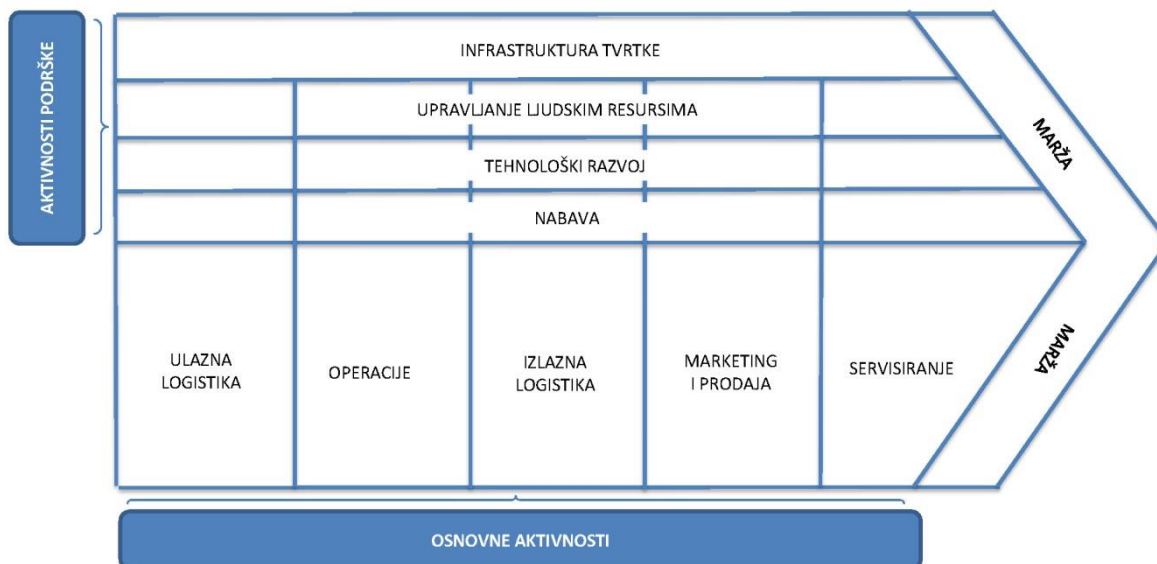 AKTIVNOSTI PODRŠKE
INFRASTRUKTURA TVRTKE
UPRAVLJANJE LJUDSKIM RESURSIMA
TEHNOLOŠKI RAZVOJ
NABAVA
MARŽA
ULAZNA
LOGISTIKA
OPERACIJE
IZLAZNA
LOGISTIKA
MARKETING
I PRODAJA
SERVISIRANJE
MARŽA
OSNOVNE AKTIVNOSTI